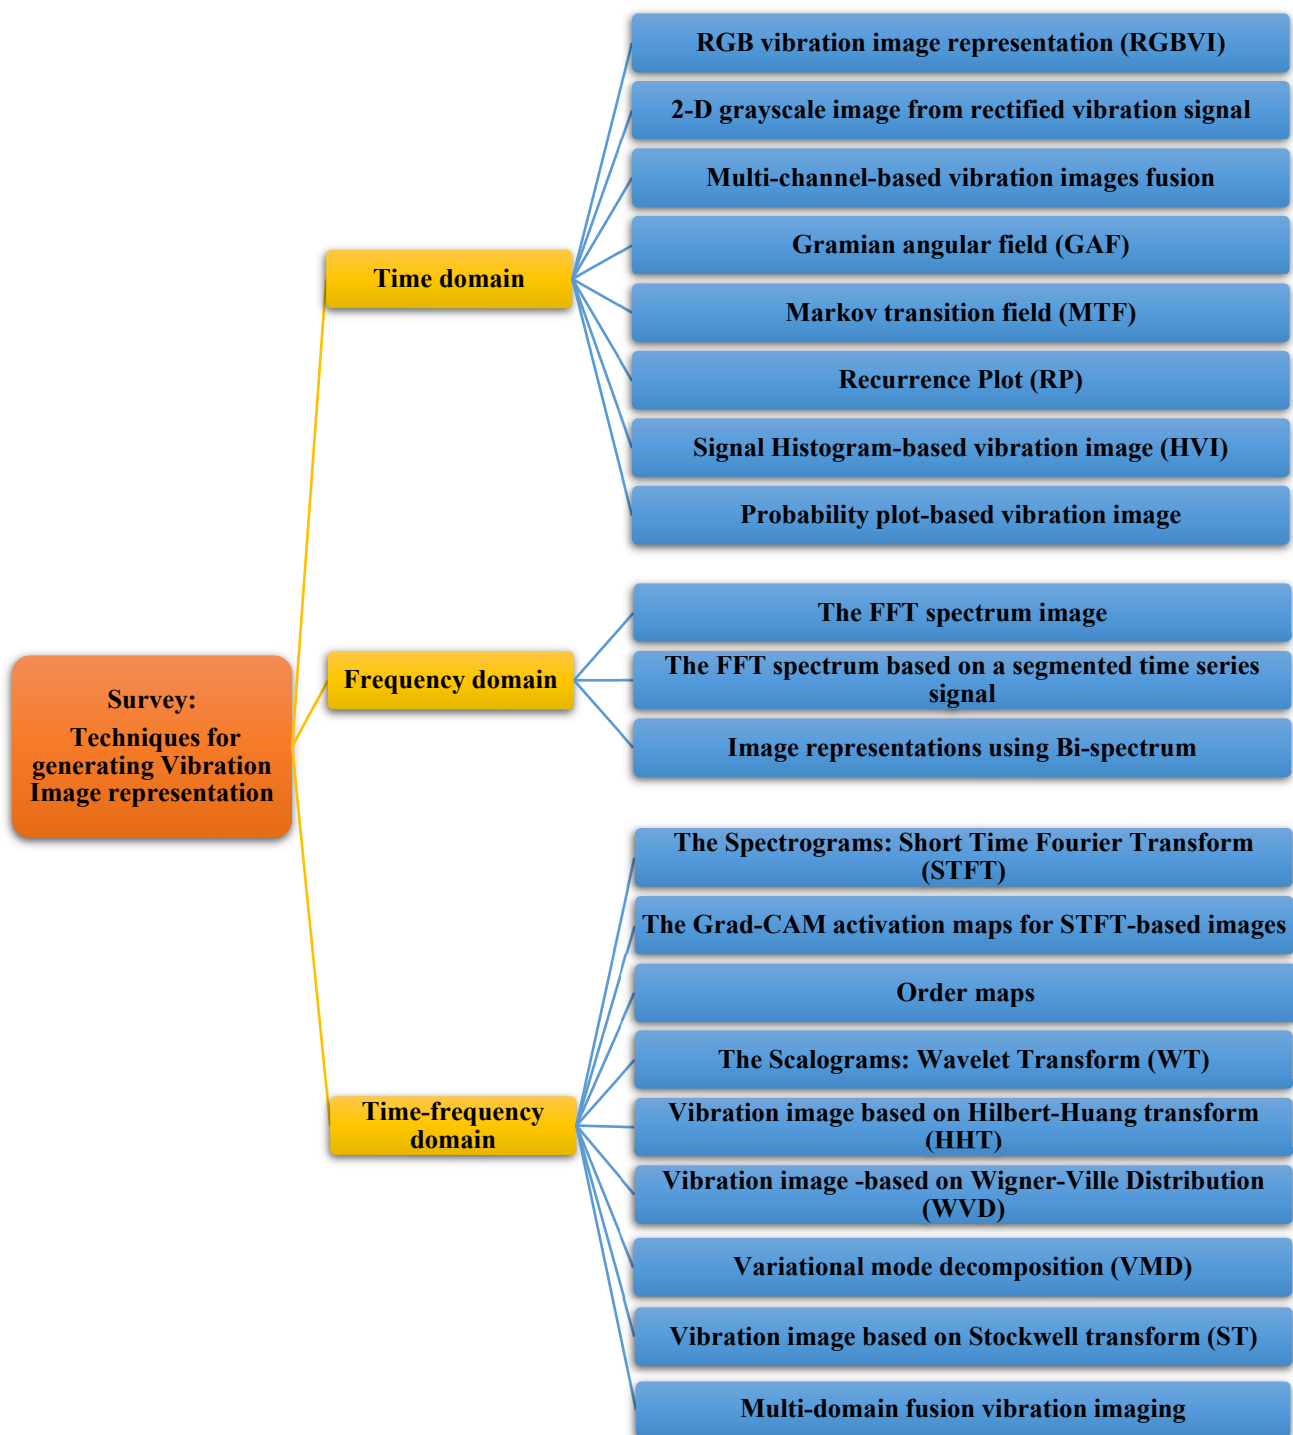 RGB vibration image representation (RGBVI)
2-D grayscale image from rectified vibration signal
Multi-channel-based vibration images fusion
Gramian angular field (GAF)
Time domain
Markov transition field (MTF)
Recurrence Plot (RP)
Signal Histogram-based vibration image (HVI)
Probability plot-based vibration image
The FFT spectrum image
Frequency domain
The FFT spectrum based on a segmented time series
signal
Image representations using Bi-spectrum
Survey:
Techniques for
generating Vibration
Image representation
The Spectrograms: Short Time Fourier Transform
(STFT)
The Grad-CAM activation maps for STFT-based images
Order maps
The Scalograms: Wavelet Transform (WT)
Time-frequency
domain
Vibration image based on Hilbert-Huang transform
(HHT)
Vibration image -based on Wigner-Ville Distribution
(WVD)
Variational mode decomposition (VMD)
Vibration image based on Stockwell transform (ST)
Multi-domain fusion vibration imaging